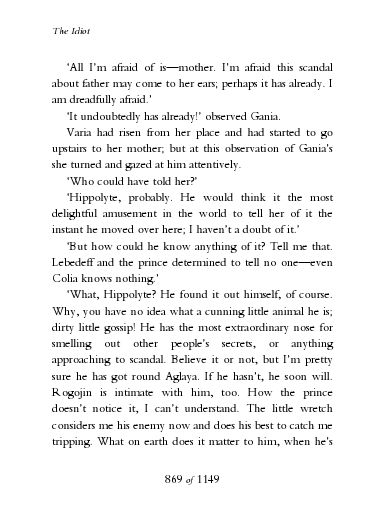 The Idiot
‘All I’m afraid of is—mother. I’m afraid this scandal
about father may come to her ears; perhaps it has already. I
am dreadfully afraid.’
‘It undoubtedly has already!’ observed Gania.
Varia had risen from her place and had started to go
upstairs to her mother; but at this observation of Gania’s
she turned and gazed at him attentively.
‘Who could have told her?’
‘Hippolyte, probably. He would think it the most
delightful amusement in the world to tell her of it the
instant he moved over here; I haven’t a doubt of it.’
‘But how could he know anything of it? Tell me that.
Lebedeff and the prince determined to tell no one—even
Colia knows nothing.’
‘What, Hippolyte? He found it out himself, of course.
Why, you have no idea what a cunning little animal he is;
dirty little gossip! He has the most extraordinary nose for
smelling out other people’s secrets, or anything
approaching to scandal. Believe it or not, but I’m pretty
sure he has got round Aglaya. If he hasn’t, he soon will.
Rogojin is intimate with him, too. How the prince
doesn’t notice it, I can’t understand. The little wretch
considers me his enemy now and does his best to catch me
tripping. What on earth does it matter to him, when he’s
869 of 1149